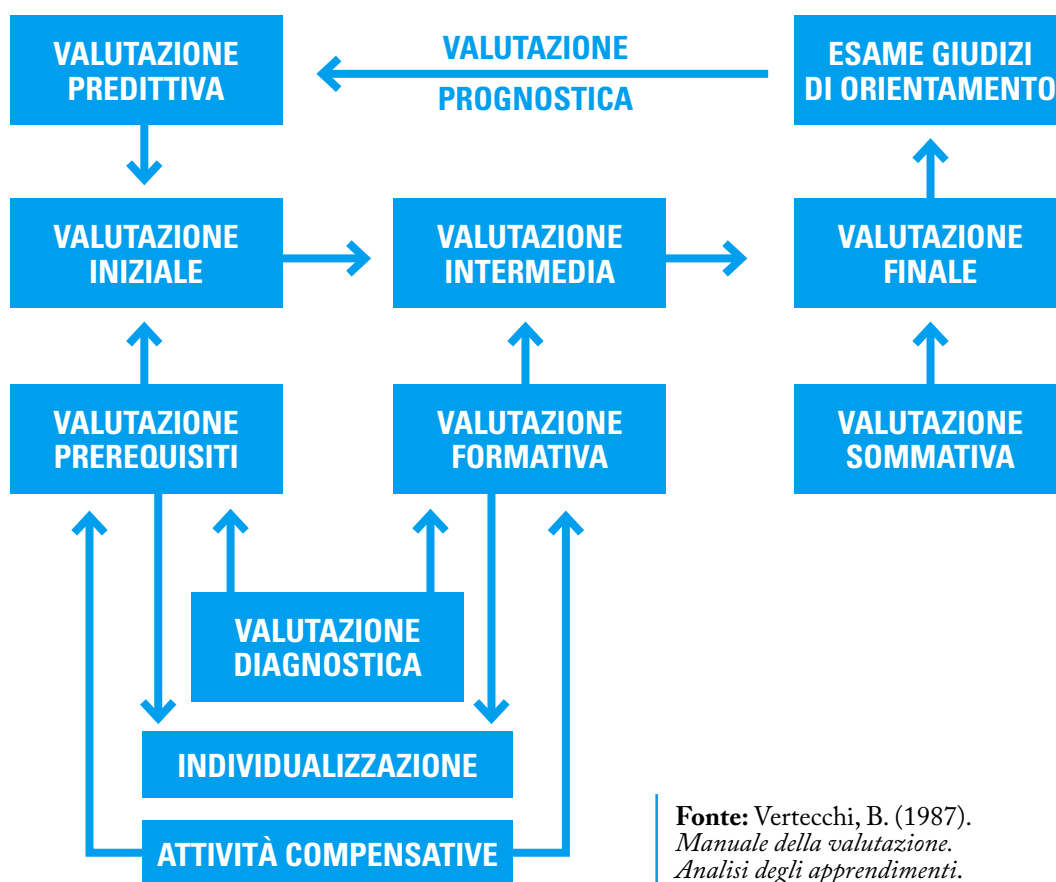 VALUTAZIONE
PREDITTIVA
VALUTAZIONE
PROGNOSTICA
ESAME GIUDIZI
DI ORIENTAMENTO
VALUTAZIONE
INIZIALE
VALUTAZIONE
INTERMEDIA
VALUTAZIONE
FINALE
VALUTAZIONE
PREREQUISITI
VALUTAZIONE
FORMATIVA
VALUTAZIONE
SOMMATIVA
VALUTAZIONE
DIAGNOSTICA
INDIVIDUALIZZAZIONE
ATTIVITÀ COMPENSATIVE
Fonte: Vertecchi, B. (1987).
Manuale della valutazione.
Analisi degli apprendimenti.